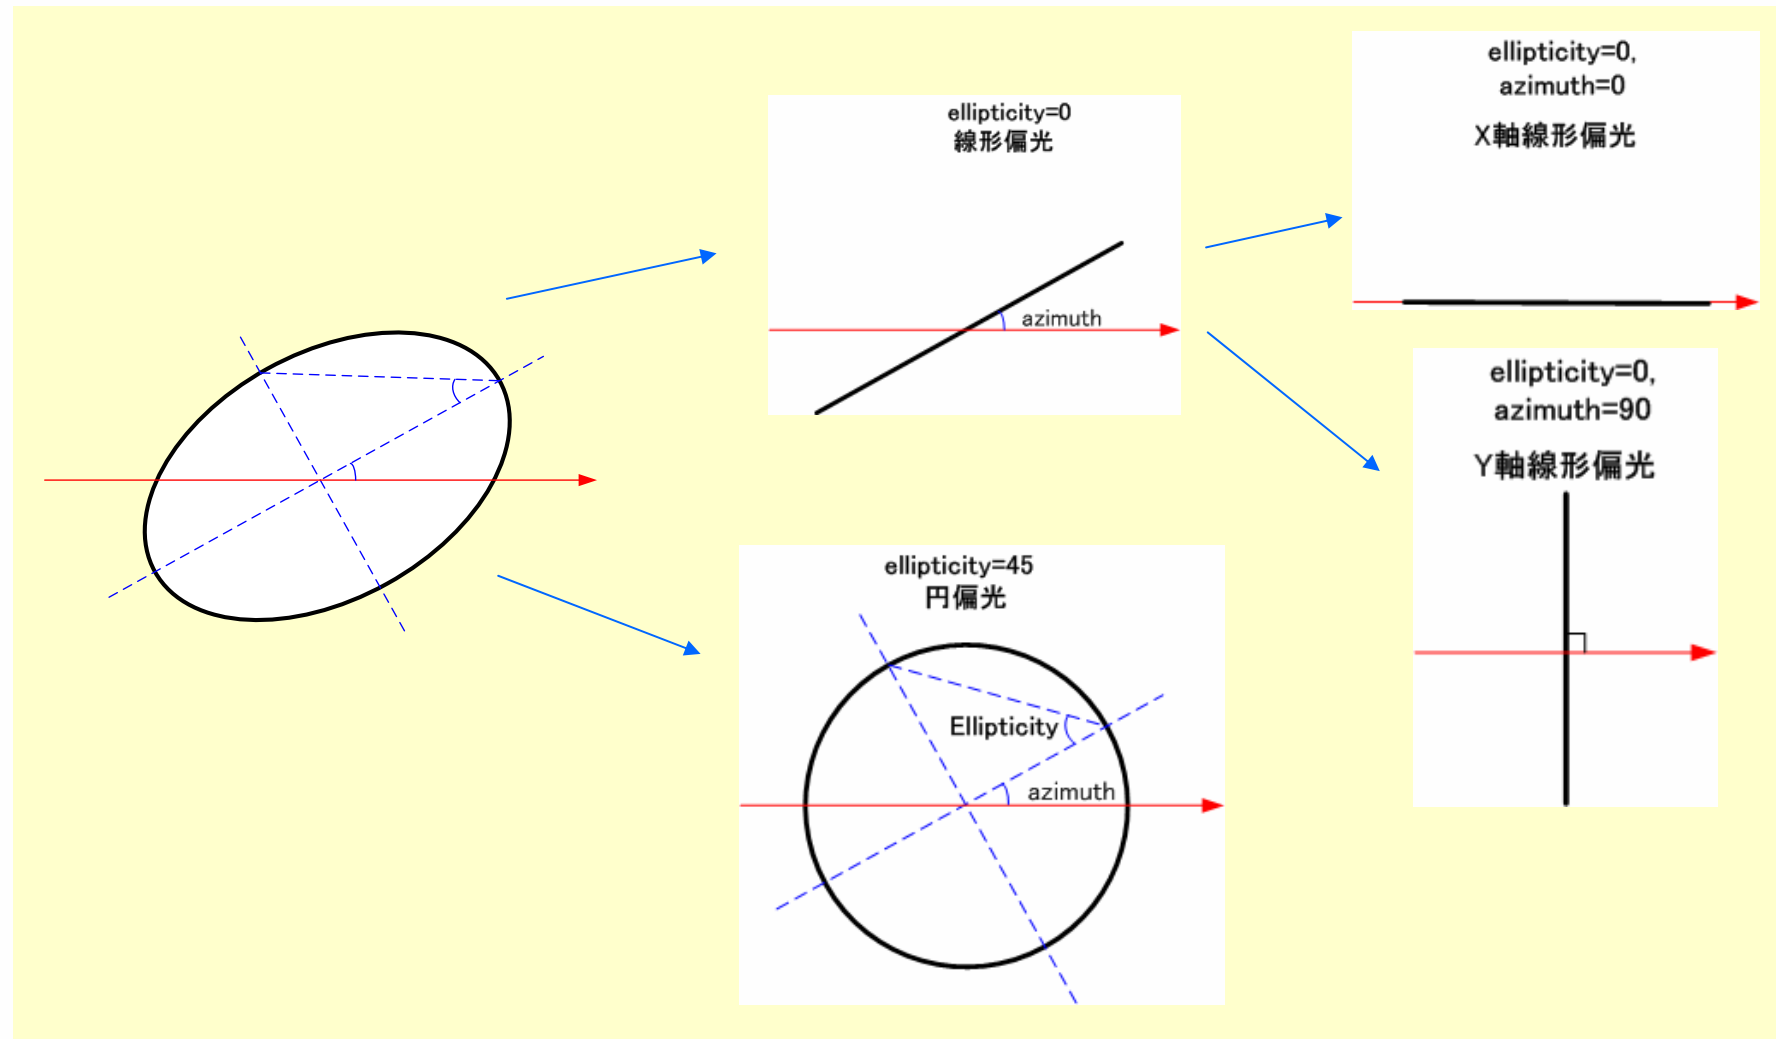 ellipticity=0
線形偏光
azimuth
ellipticity=0,
azimuth=0
X軸線形偏光
ellipticity=0,
azimuth=90
Y軸線形偏光
ellipticity=45
円偏光
Ellipticity
azimuth